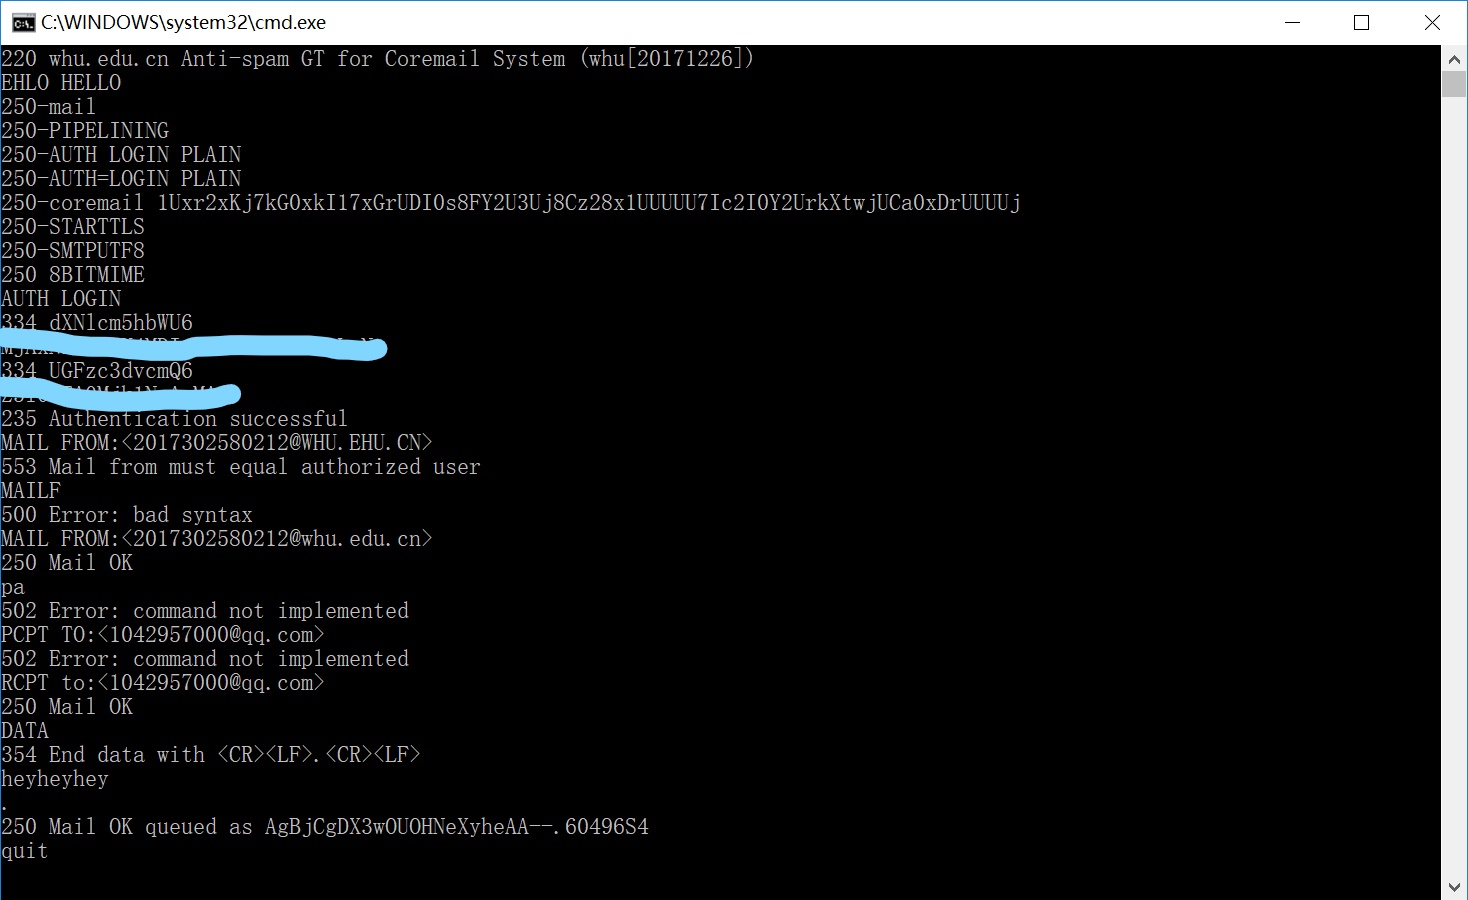 C:\WINDOWS\system32\cmd.exe
220 whu.edu.cn Anti-spam GT for Coremail System (whu[20171226])
EHLO HELLO
250-mail
250-PIPELINING
250-AUTH LOGIN PLAIN
250-AUTH=LOGIN PLAIN
250-coremail 1Uxr2xKj7kG0xkI17xGrUDI0s8FY2U3Uj8Cz28x1UUUUU7Ic2I0Y2UrkXtwjUCa0xDrUUUUj
250-STARTTLS
250-SMTPUTF8
250 8BITMIME
AUTH LOGIN
334 dXNlcm5hbWU6
334 UGFzc3dvcmQ6
235 Authentication successful
MAIL FROM:<2017302580212@WHU.EHU.CN>
553 Mail from must equal authorized user
MAILF
500 Error: bad syntax
MAIL FROM:<2017302580212@whu.edu.cn>
250 Mail OK
pa
502 Error: command not implemented
PCPT TO:<1042957000@qq.com>
502 Error: command not implemented
RCPT to:<1042957000@qq.com>
250 Mail OK
DATA
354 End data with <CR><LF>.<CR><LF>
heyheyhey
.
250 Mail OK queued as AgBjCgDX3wOUOHNeXyheAA--.60496S4
quit